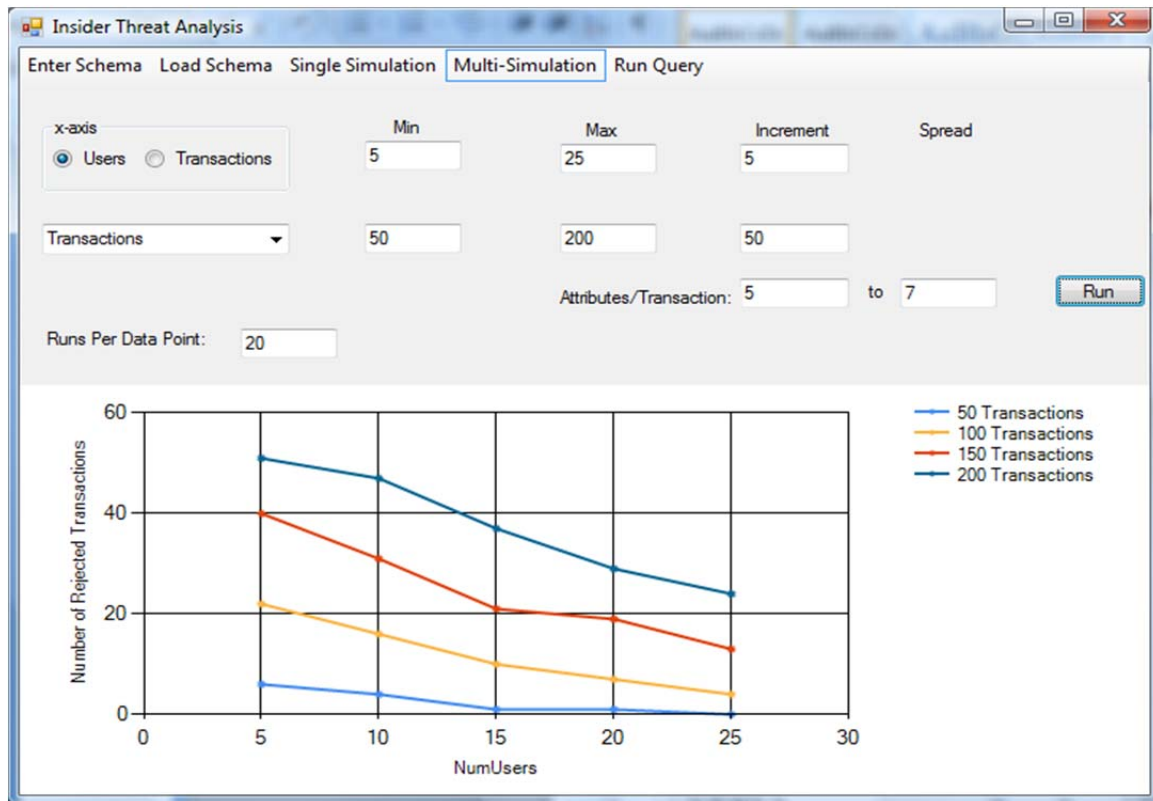 Insider Threat Analysis
Enter Schema Load Schema Single Simulation Multi-Simulation Run Query
x-axis
Users Transactions
Min Max Increment Spread
5 25 5
Transactions 50 200 50
Attributes/Transaction: 5 to 7 Run
Runs Per Data Point: 20
Number of Rejected Transactions
60
40
20
0
0 5 10 15 20 25 30
NumUsers
50 Transactions
100 Transactions
150 Transactions
200 Transactions